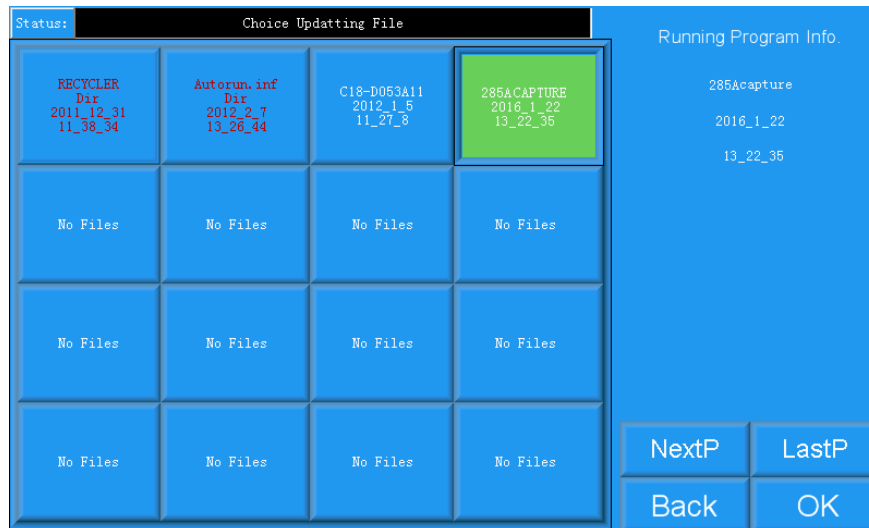 Status:
Choice Updatting File
RECYCLER
Dir
2011_12_31
11_38_34
Autorun.inf
Dir
2012_2_7
13_26_44
C18-D053A11
2012_1_5
11_27_8
285ACAPTURE
2016_1_22
13_22_35
No Files
No Files
No Files
No Files
No Files
No Files
No Files
No Files
No Files
No Files
No Files
No Files
Running Program Info.
285Acapture
2016_1_22
13_22_35
NextP
LastP
Back
OK